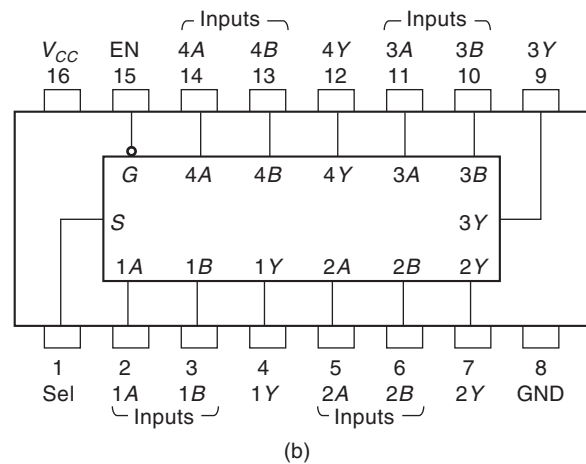 Inputs Inputs
V_CC EN 4A 4B 4Y 3A 3B 3Y
16 15 14 13 12 11 10 9
G 4A 4B 4Y 3A 3B
S 3Y
1A 1B 1Y 2A 2B 2Y
1 2 3 4 5 6 7 8
Sel 1A 1B 1Y 2A 2B 2Y GND
Inputs Inputs
(b)